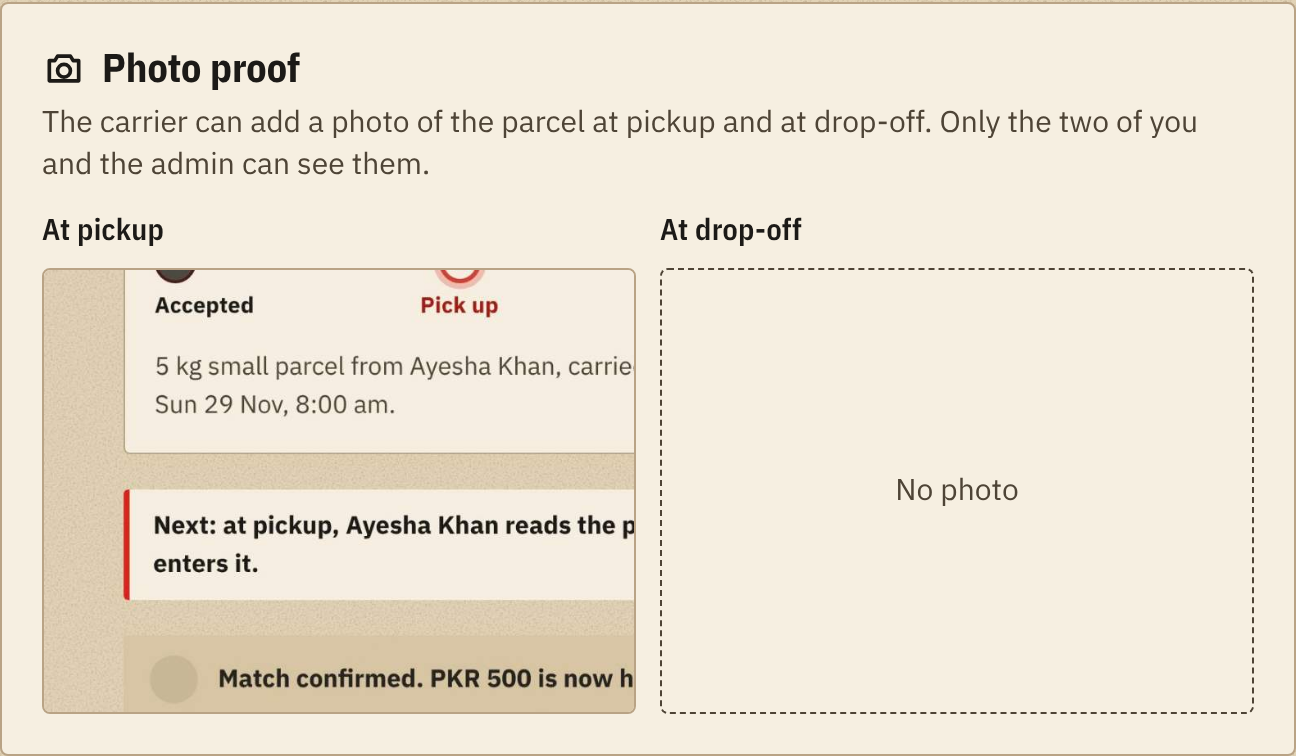 Photo proof
The carrier can add a photo of the parcel at pickup and at drop-off. Only the two of you
and the admin can see them.
At pickup
At drop-off
Accepted
Pick up
5 kg small parcel from Ayesha Khan,
Sun 29 Nov, 8:00 am.
Next: at pickup, Ayesha Khan reads the
enters it.
Match confirmed. PKR 500 is now
No photo